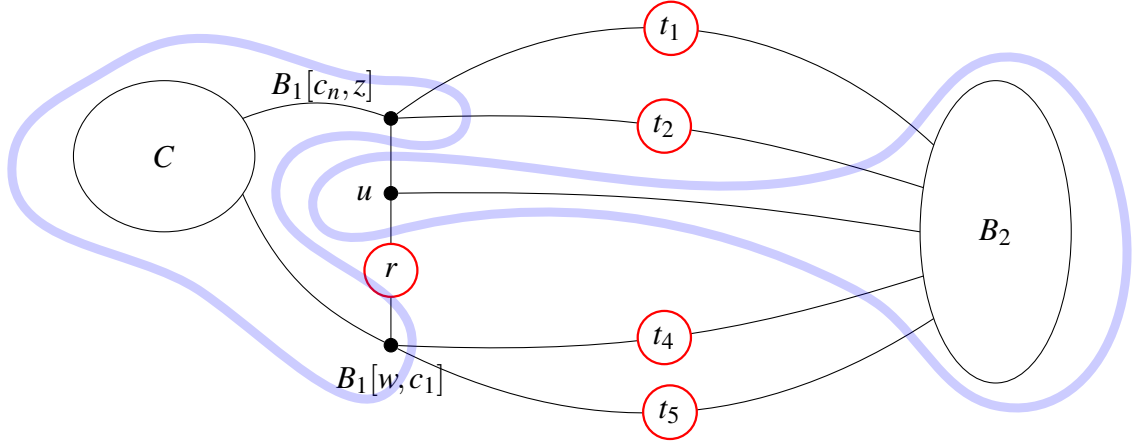 t₁
B₁[cₙ, z]
t₂
C
u
B₂
r
t₄
B₁[w, c₁]
t₅